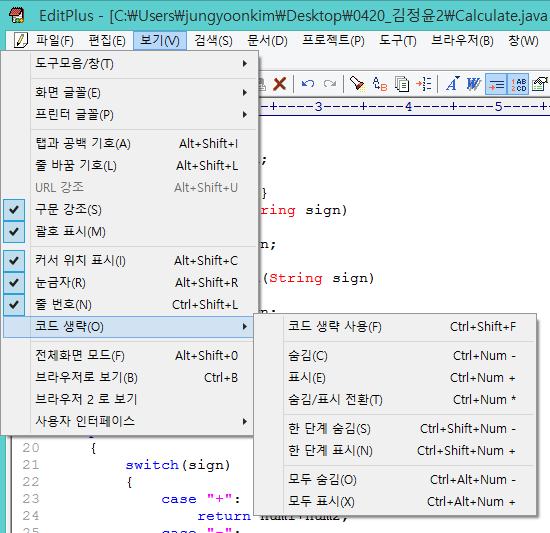 EditPlus - [C:₩Users₩jungyoonkim₩Desktop₩0420_김정윤2₩Calculate.java
파일(F) 편집(E) 보기(V) 검색(S) 문서(D) 프로젝트(P) 도구(T) 브라우저(B) 창(W)
도구모음/창(T)
화면 글꼴(E)
프린터 글꼴(P)
탭과 공백 기호(A) Alt+Shift+I
줄 바꿈 기호(L) Alt+Shift+L
URL 강조 Alt+Shift+U
구문 강조(S)
괄호 표시(M)
커서 위치 표시(I) Alt+Shift+C
눈금자(R) Alt+Shift+R
줄 번호(N) Ctrl+Shift+L
코드 생략(O)
전체화면 모드(F) Alt+Shift+0
브라우저로 보기(B) Ctrl+B
브라우저 2 로 보기
사용자 인터페이스
코드 생략 사용(F) Ctrl+Shift+F
숨김(C) Ctrl+Num -
표시(E) Ctrl+Num +
숨김/표시 전환(T) Ctrl+Num *
한 단계 숨김(S) Ctrl+Shift+Num -
한 단계 표시(N) Ctrl+Shift+Num +
모두 숨김(O) Ctrl+Alt+Num -
모두 표시(X) Ctrl+Alt+Num +
----+----3----+----4----+----5----+
;
}
tring sign)
n;
(String sign)
n;
20 {
21 switch(sign)
22 {
23 case "+":
24 return num1+num2;
25 case "-":